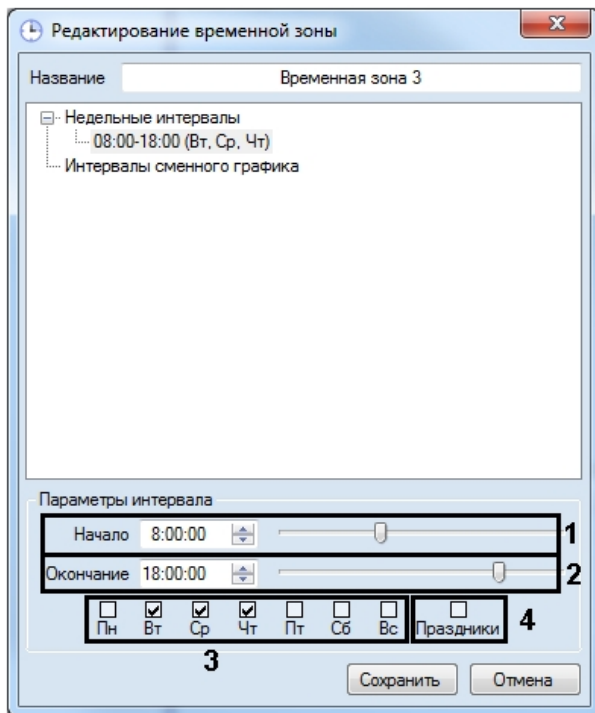 Редактирование временной зоны
Название Временная зона 3
Недельные интервалы
08:00-18:00 (Вт, Ср, Чт)
Интервалы сменного графика
Параметры интервала
Начало 8:00:00 1
Окончание 18:00:00 2
Пн Вт Ср Чт Пт Сб Вс Праздники 4
3
Сохранить Отмена